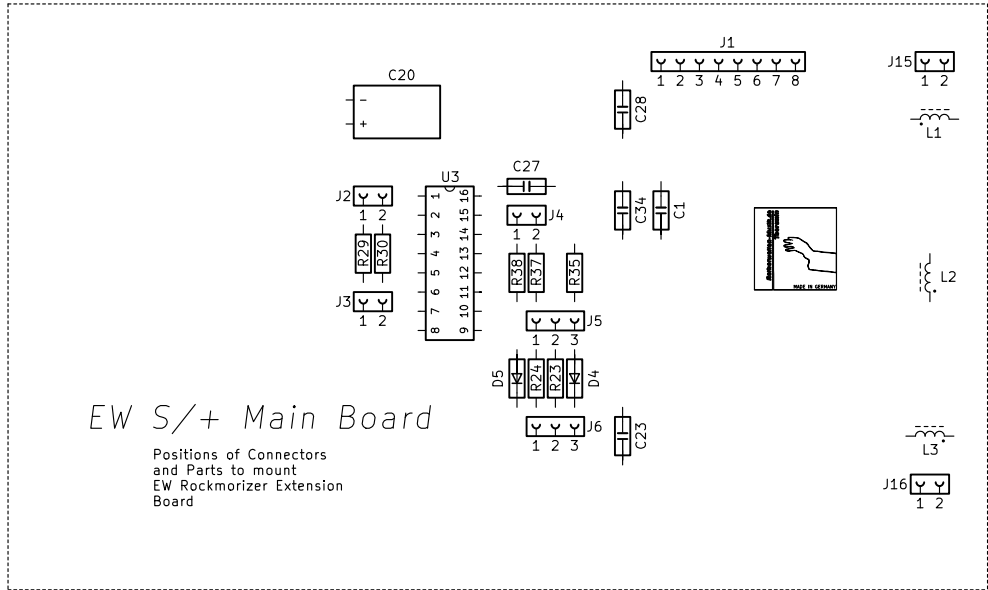 J1
1 2 3 4 5 6 7 8
J15
1 2
C20
-
+
C28
L1
C27
U3
J2
1 2
1 16
2 15
3 14
4 13
5 12
6 11
7 10
8 9
J4
1 2
C34
C1
R29
R30
R38
R37
R35
MADE IN GERMANY
L2
J3
1 2
J5
1 2 3
D5
R24
R23
D4
EW S/+ Main Board
J6
1 2 3
C23
L3
Positions of Connectors
and Parts to mount
EW Rockmorizer Extension
Board
J16
1 2